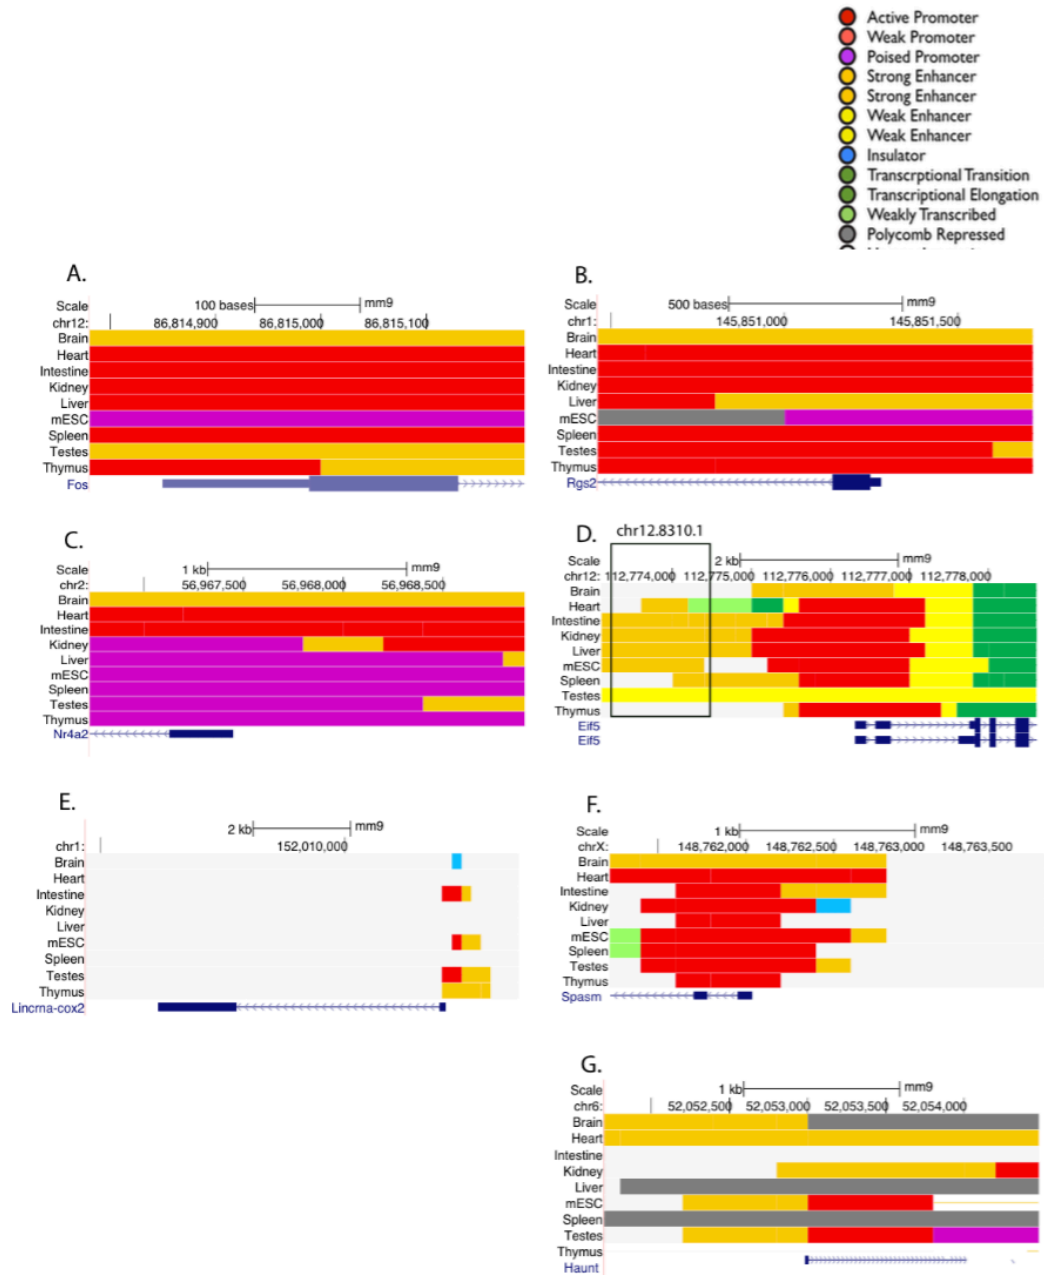 Active Promoter
Weak Promoter
Poised Promoter
Strong Enhancer
Strong Enhancer
Weak Enhancer
Weak Enhancer
Insulator
Transcrptional Transition
Transcriptional Elongation
Weakly Transcribed
Polycomb Repressed
A.
Scale 100 bases mm9
chr12: 86,814,900 86,815,000 86,815,100
Brain
Heart
Intestine
Kidney
Liver
mESC
Spleen
Testes
Thymus
Fos
B.
Scale 500 bases mm9
chr1: 145,851,000 145,851,500
Brain
Heart
Intestine
Kidney
Liver
mESC
Spleen
Testes
Thymus
Rgs2
C.
Scale 1 kb mm9
chr2: 56,967,500 56,968,000 56,968,500
Brain
Heart
Intestine
Kidney
Liver
mESC
Spleen
Testes
Thymus
Nr4a2
D.
chr12.8310.1
Scale 2 kb mm9
chr12: 112,774,000 112,775,000 112,776,000 112,777,000 112,778,000
Brain
Heart
Intestine
Kidney
Liver
mESC
Spleen
Testes
Thymus
Eif5
Eif5
E.
2 kb mm9
chr1: 152,010,000
Brain
Heart
Intestine
Kidney
Liver
mESC
Spleen
Testes
Thymus
Lincrna-cox2
F.
Scale 1 kb mm9
chrX: 148,762,000 148,762,500 148,763,000 148,763,500
Brain
Heart
Intestine
Kidney
Liver
mESC
Spleen
Testes
Thymus
Spasm
G.
Scale 1 kb mm9
chr6: 52,052,500 52,053,000 52,053,500 52,054,000
Brain
Heart
Intestine
Kidney
Liver
mESC
Spleen
Testes
Thymus
Haunt